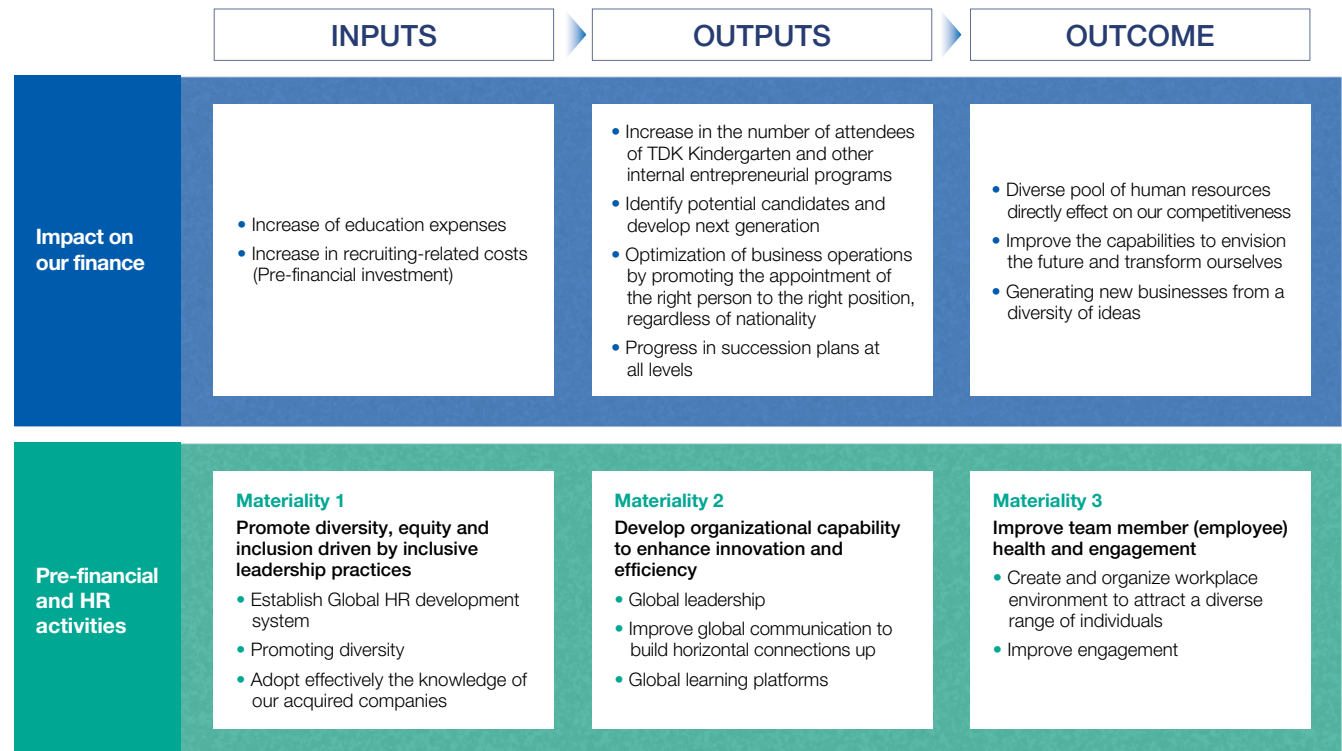 INPUTS
OUTPUTS
OUTCOME
Impact on
our finance
• Increase of education expenses
• Increase in recruiting-related costs
(Pre-financial investment)
• Increase in the number of attendees
of TDK Kindergarten and other
internal entrepreneurial programs
• Identify potential candidates and
develop next generation
• Optimization of business operations
by promoting the appointment of
the right person to the right position,
regardless of nationality
• Progress in succession plans at
all levels
• Diverse pool of human resources
directly effect on our competitiveness
• Improve the capabilities to envision
the future and transform ourselves
• Generating new businesses from a
diversity of ideas
Pre-financial
and HR
activities
Materiality 1
Promote diversity, equity and
inclusion driven by inclusive
leadership practices
• Establish Global HR development
system
• Promoting diversity
• Adopt effectively the knowledge of
our acquired companies
Materiality 2
Develop organizational capability
to enhance innovation and
efficiency
• Global leadership
• Improve global communication to
build horizontal connections up
• Global learning platforms
Materiality 3
Improve team member (employee)
health and engagement
• Create and organize workplace
environment to attract a diverse
range of individuals
• Improve engagement